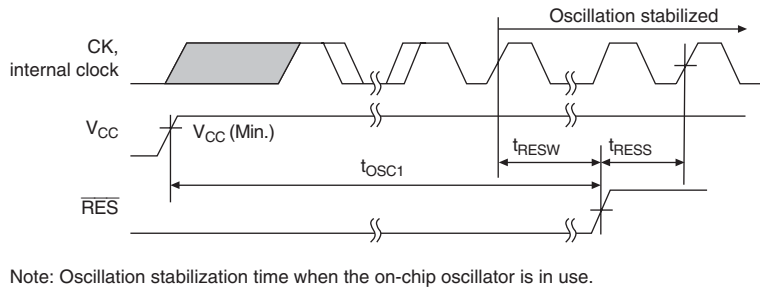 Oscillation stabilized
CK,
internal clock
VCC
VCC (Min.)
tRESW
tRESS
tOSC1
RES
Note: Oscillation stabilization time when the on-chip oscillator is in use.